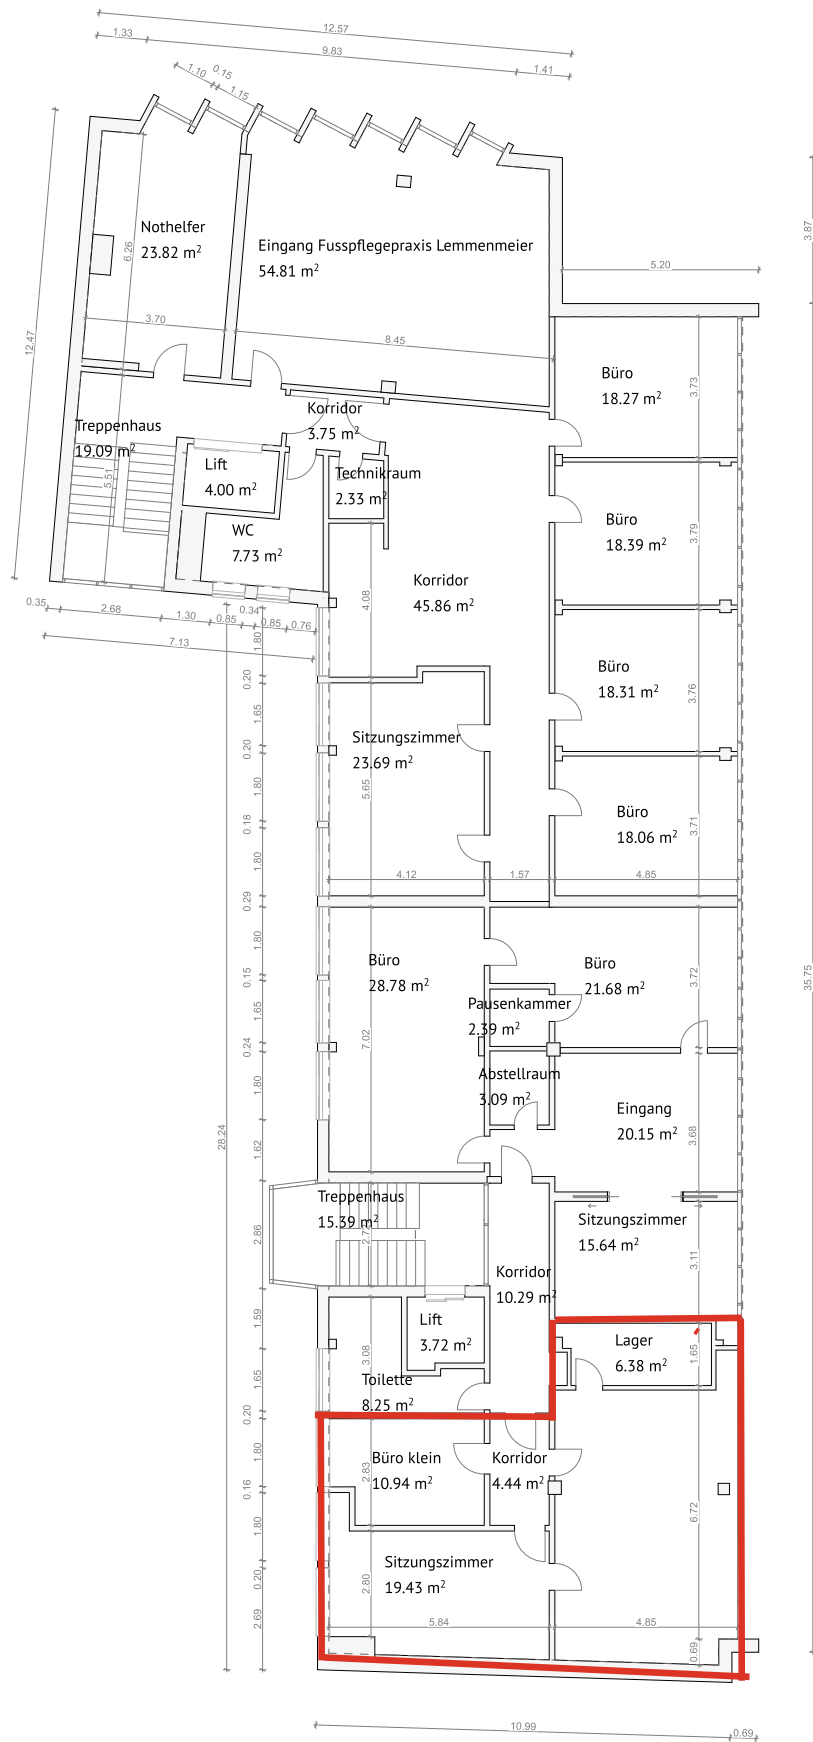 12.57
1.33
9.83
1.41
1.10
0.15
1.15
12.47
6.26
Nothelfer
23.82 m²
Eingang Fusspflegepraxis Lemmenmeier
54.81 m²
3.87
5.20
3.70
8.45
Büro
18.27 m²
3.73
Korridor
3.75 m²
Treppenhaus
19.09 m²
5.51
Lift
4.00 m²
Technikraum
2.33 m²
WC
7.73 m²
Büro
18.39 m²
3.79
Korridor
45.86 m²
4.08
0.35
2.68
1.30
0.85
0.34
0.85
0.76
7.13
1.80
0.20
1.65
0.20
1.80
0.18
1.80
0.29
Büro
18.31 m²
3.76
Sitzungszimmer
23.69 m²
5.65
Büro
18.06 m²
3.71
4.12
1.57
4.85
1.80
0.15
1.65
0.24
1.80
1.62
28.24
35.75
Büro
28.78 m²
7.02
Büro
21.68 m²
3.72
Pausenkammer
2.39 m²
Abstellraum
3.09 m²
Eingang
20.15 m²
3.68
Treppenhaus
15.39 m²
2.72
2.86
Sitzungszimmer
15.64 m²
3.11
Korridor
10.29 m²
Lift
3.72 m²
1.59
1.65
0.20
3.08
Toilette
8.25 m²
Lager
6.38 m²
1.65
Büro klein
10.94 m²
2.83
Korridor
4.44 m²
1.80
0.16
1.80
0.20
2.69
6.72
Sitzungszimmer
19.43 m²
2.80
5.84
4.85
0.69
10.99
0.69